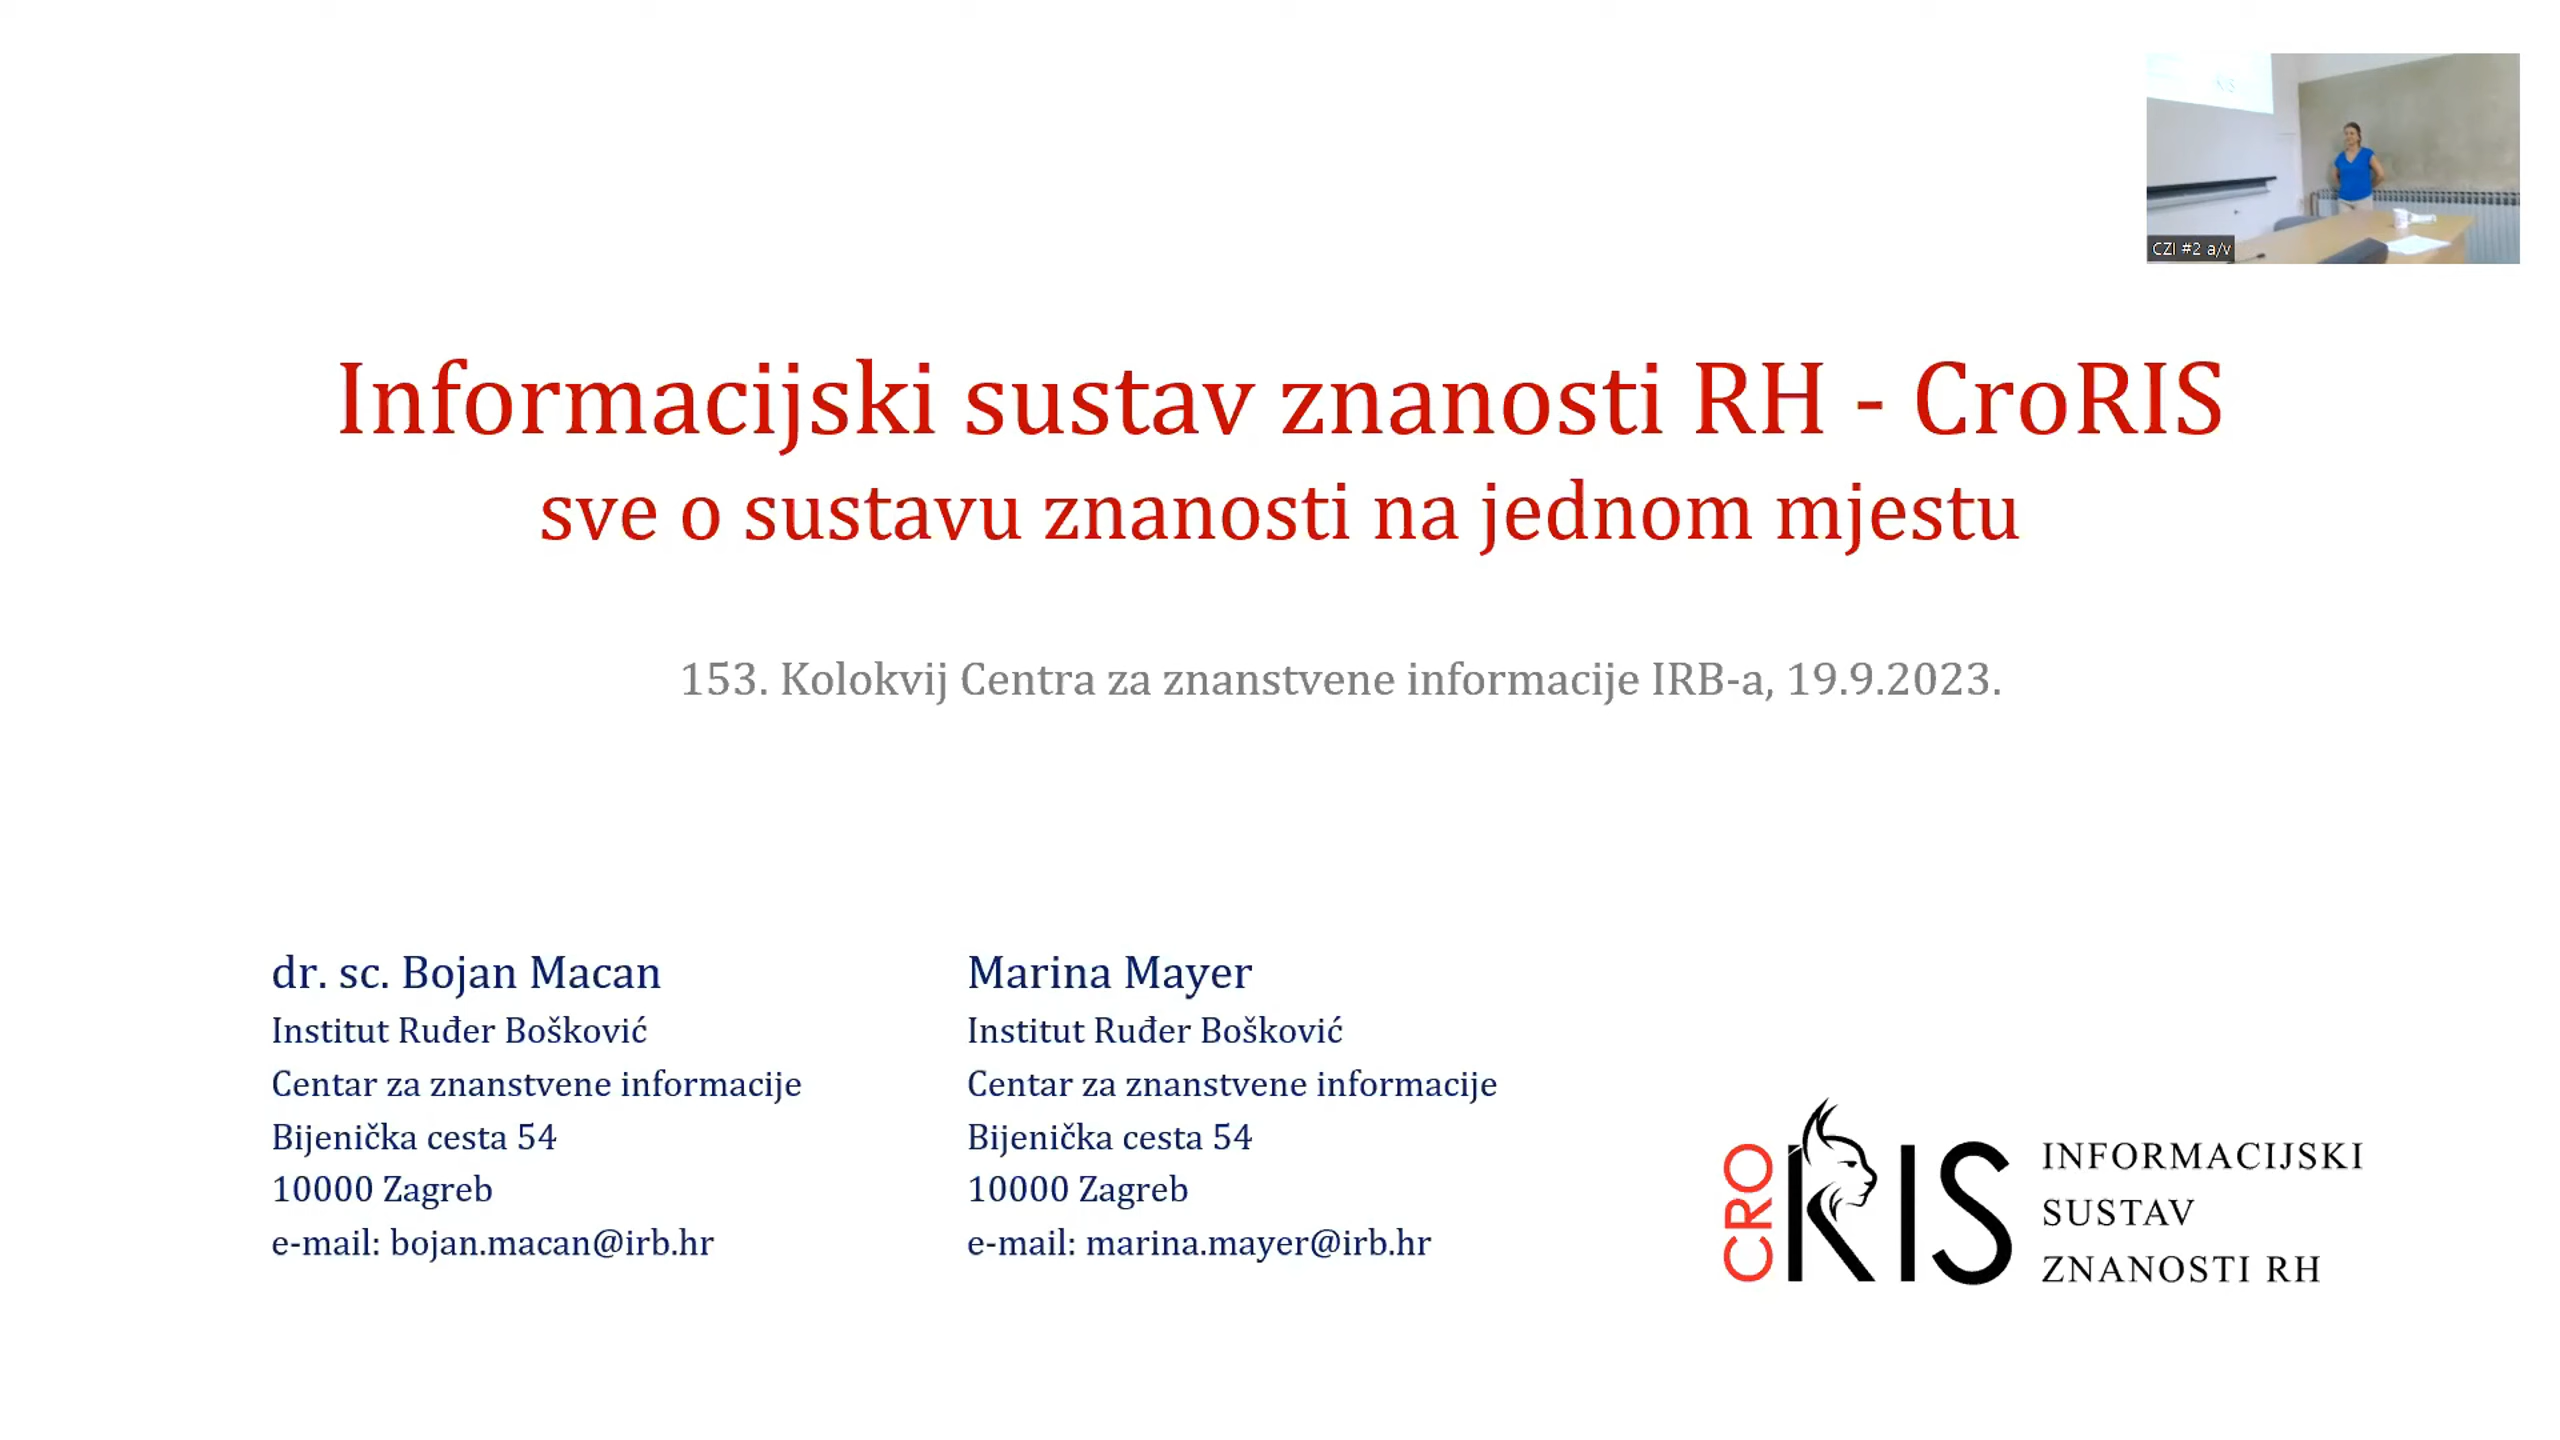 CZI #2 a/v
Informacijski sustav znanosti RH - CroRIS
sve o sustavu znanosti na jednom mjestu
153. Kolokvij Centra za znanstvene informacije IRB-a, 19.9.2023.
dr. sc. Bojan Macan
Institut Ruđer Bošković
Centar za znanstvene informacije
Bijenička cesta 54
10000 Zagreb
e-mail: bojan.macan@irb.hr
Marina Mayer
Institut Ruđer Bošković
Centar za znanstvene informacije
Bijenička cesta 54
10000 Zagreb
e-mail: marina.mayer@irb.hr
CRO
RIS
INFORMACIJSKI
SUSTAV
ZNANOSTI RH